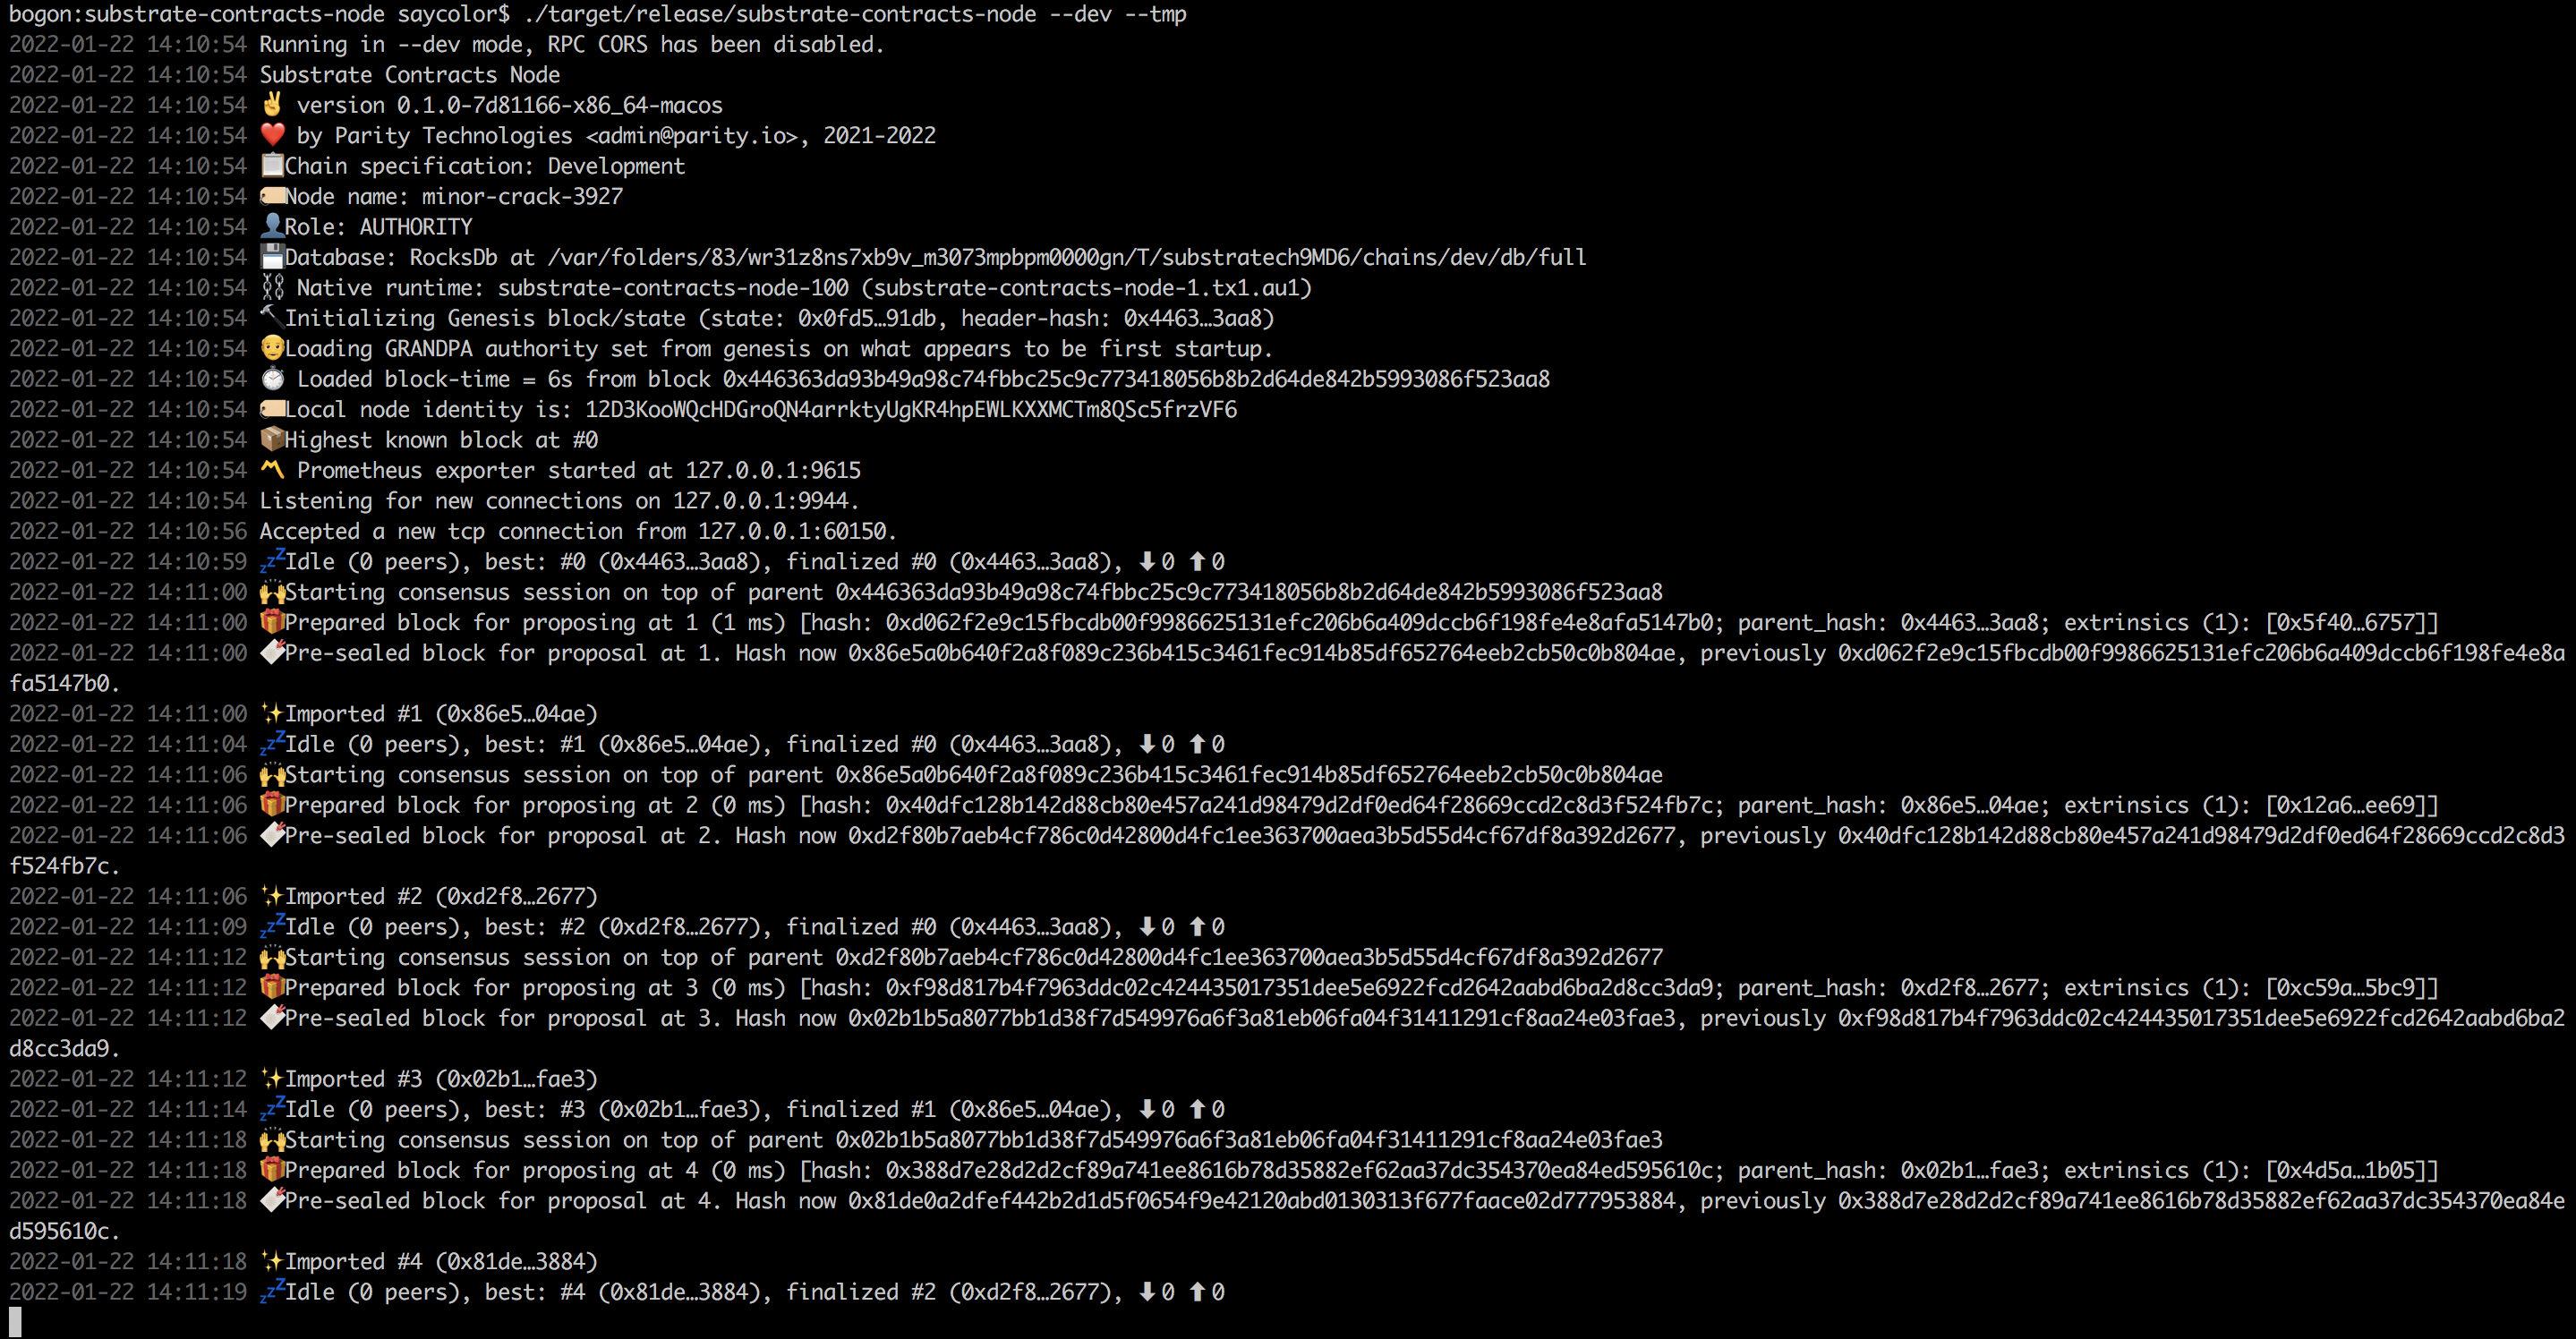 bogon:substrate-contracts-node saycolor$ ./target/release/substrate-contracts-node --dev --tmp
2022-01-22 14:10:54 Running in --dev mode, RPC CORS has been disabled.
2022-01-22 14:10:54 Substrate Contracts Node
2022-01-22 14:10:54 ✌️ version 0.1.0-7d81166-x86_64-macos
2022-01-22 14:10:54 ❤️ by Parity Technologies <admin@parity.io>, 2021-2022
2022-01-22 14:10:54 📋Chain specification: Development
2022-01-22 14:10:54 🏷Node name: minor-crack-3927
2022-01-22 14:10:54 👤Role: AUTHORITY
2022-01-22 14:10:54 💾Database: RocksDb at /var/folders/83/wr31z8ns7xb9v_m3073mpbpm0000gn/T/substratech9MD6/chains/dev/db/full
2022-01-22 14:10:54 ⛓ Native runtime: substrate-contracts-node-100 (substrate-contracts-node-1.tx1.au1)
2022-01-22 14:10:54 🔨Initializing Genesis block/state (state: 0x0fd5…91db, header-hash: 0x4463…3aa8)
2022-01-22 14:10:54 👴Loading GRANDPA authority set from genesis on what appears to be first startup.
2022-01-22 14:10:54 ⏱ Loaded block-time = 6s from block 0x446363da93b49a98c74fbbc25c9c773418056b8b2d64de842b5993086f523aa8
2022-01-22 14:10:54 🏷Local node identity is: 12D3KooWQcHDGroQN4arrktyUgKR4hpEWLKXXMCTm8QSc5frzVF6
2022-01-22 14:10:54 📦Highest known block at #0
2022-01-22 14:10:54 〽️ Prometheus exporter started at 127.0.0.1:9615
2022-01-22 14:10:54 Listening for new connections on 127.0.0.1:9944.
2022-01-22 14:10:56 Accepted a new tcp connection from 127.0.0.1:60150.
2022-01-22 14:10:59 💤Idle (0 peers), best: #0 (0x4463…3aa8), finalized #0 (0x4463…3aa8), ⬇ 0 ⬆ 0
2022-01-22 14:11:00 🙌Starting consensus session on top of parent 0x446363da93b49a98c74fbbc25c9c773418056b8b2d64de842b5993086f523aa8
2022-01-22 14:11:00 🎁Prepared block for proposing at 1 (1 ms) [hash: 0xd062f2e9c15fbcdb00f9986625131efc206b6a409dccb6f198fe4e8afa5147b0; parent_hash: 0x4463…3aa8; extrinsics (1): [0x5f40…6757]]
2022-01-22 14:11:00 🔖Pre-sealed block for proposal at 1. Hash now 0x86e5a0b640f2a8f089c236b415c3461fec914b85df652764eeb2cb50c0b804ae, previously 0xd062f2e9c15fbcdb00f9986625131efc206b6a409dccb6f198fe4e8a
fa5147b0.
2022-01-22 14:11:00 ✨Imported #1 (0x86e5…04ae)
2022-01-22 14:11:04 💤Idle (0 peers), best: #1 (0x86e5…04ae), finalized #0 (0x4463…3aa8), ⬇ 0 ⬆ 0
2022-01-22 14:11:06 🙌Starting consensus session on top of parent 0x86e5a0b640f2a8f089c236b415c3461fec914b85df652764eeb2cb50c0b804ae
2022-01-22 14:11:06 🎁Prepared block for proposing at 2 (0 ms) [hash: 0x40dfc128b142d88cb80e457a241d98479d2df0ed64f28669ccd2c8d3f524fb7c; parent_hash: 0x86e5…04ae; extrinsics (1): [0x12a6…ee69]]
2022-01-22 14:11:06 🔖Pre-sealed block for proposal at 2. Hash now 0xd2f80b7aeb4cf786c0d42800d4fc1ee363700aea3b5d55d4cf67df8a392d2677, previously 0x40dfc128b142d88cb80e457a241d98479d2df0ed64f28669ccd2c8d3
f524fb7c.
2022-01-22 14:11:06 ✨Imported #2 (0xd2f8…2677)
2022-01-22 14:11:09 💤Idle (0 peers), best: #2 (0xd2f8…2677), finalized #0 (0x4463…3aa8), ⬇ 0 ⬆ 0
2022-01-22 14:11:12 🙌Starting consensus session on top of parent 0xd2f80b7aeb4cf786c0d42800d4fc1ee363700aea3b5d55d4cf67df8a392d2677
2022-01-22 14:11:12 🎁Prepared block for proposing at 3 (0 ms) [hash: 0xf98d817b4f7963ddc02c424435017351dee5e6922fcd2642aabd6ba2d8cc3da9; parent_hash: 0xd2f8…2677; extrinsics (1): [0xc59a…5bc9]]
2022-01-22 14:11:12 🔖Pre-sealed block for proposal at 3. Hash now 0x02b1b5a8077bb1d38f7d549976a6f3a81eb06fa04f31411291cf8aa24e03fae3, previously 0xf98d817b4f7963ddc02c424435017351dee5e6922fcd2642aabd6ba2
d8cc3da9.
2022-01-22 14:11:12 ✨Imported #3 (0x02b1…fae3)
2022-01-22 14:11:14 💤Idle (0 peers), best: #3 (0x02b1…fae3), finalized #1 (0x86e5…04ae), ⬇ 0 ⬆ 0
2022-01-22 14:11:18 🙌Starting consensus session on top of parent 0x02b1b5a8077bb1d38f7d549976a6f3a81eb06fa04f31411291cf8aa24e03fae3
2022-01-22 14:11:18 🎁Prepared block for proposing at 4 (0 ms) [hash: 0x388d7e28d2d2cf89a741ee8616b78d35882ef62aa37dc354370ea84ed595610c; parent_hash: 0x02b1…fae3; extrinsics (1): [0x4d5a…1b05]]
2022-01-22 14:11:18 🔖Pre-sealed block for proposal at 4. Hash now 0x81de0a2dfef442b2d1d5f0654f9e42120abd0130313f677faace02d777953884, previously 0x388d7e28d2d2cf89a741ee8616b78d35882ef62aa37dc354370ea84e
d595610c.
2022-01-22 14:11:18 ✨Imported #4 (0x81de…3884)
2022-01-22 14:11:19 💤Idle (0 peers), best: #4 (0x81de…3884), finalized #2 (0xd2f8…2677), ⬇ 0 ⬆ 0